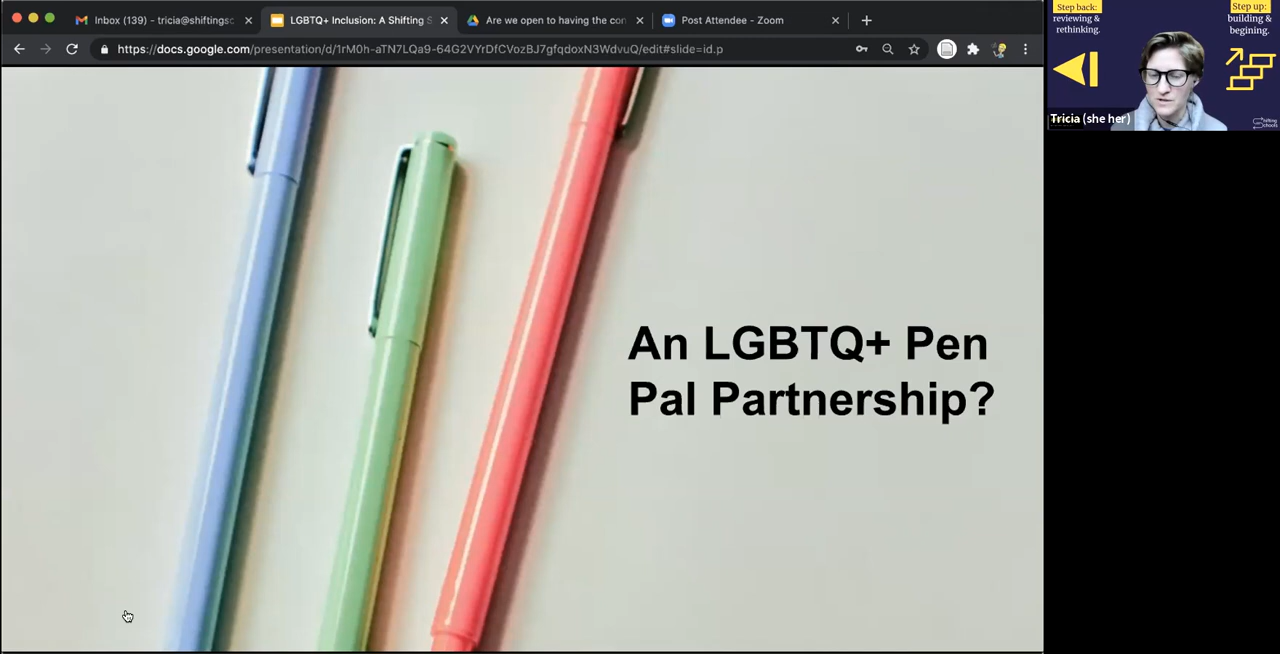 Inbox (139) - tricia@shiftingsc
LGBTQ+ Inclusion: A Shifting S
Are we open to having the con
Post Attendee - Zoom
https://docs.google.com/presentation/d/1rM0h-aTN7LQa9-64G2VYrDfCVozBJ7gfqdoxN3WdvuQ/edit#slide=id.p
An LGBTQ+ Pen
Pal Partnership?
Step back:
reviewing &
rethinking.
Step up:
building &
begining.
Tricia (she her)
Shifting
Schools